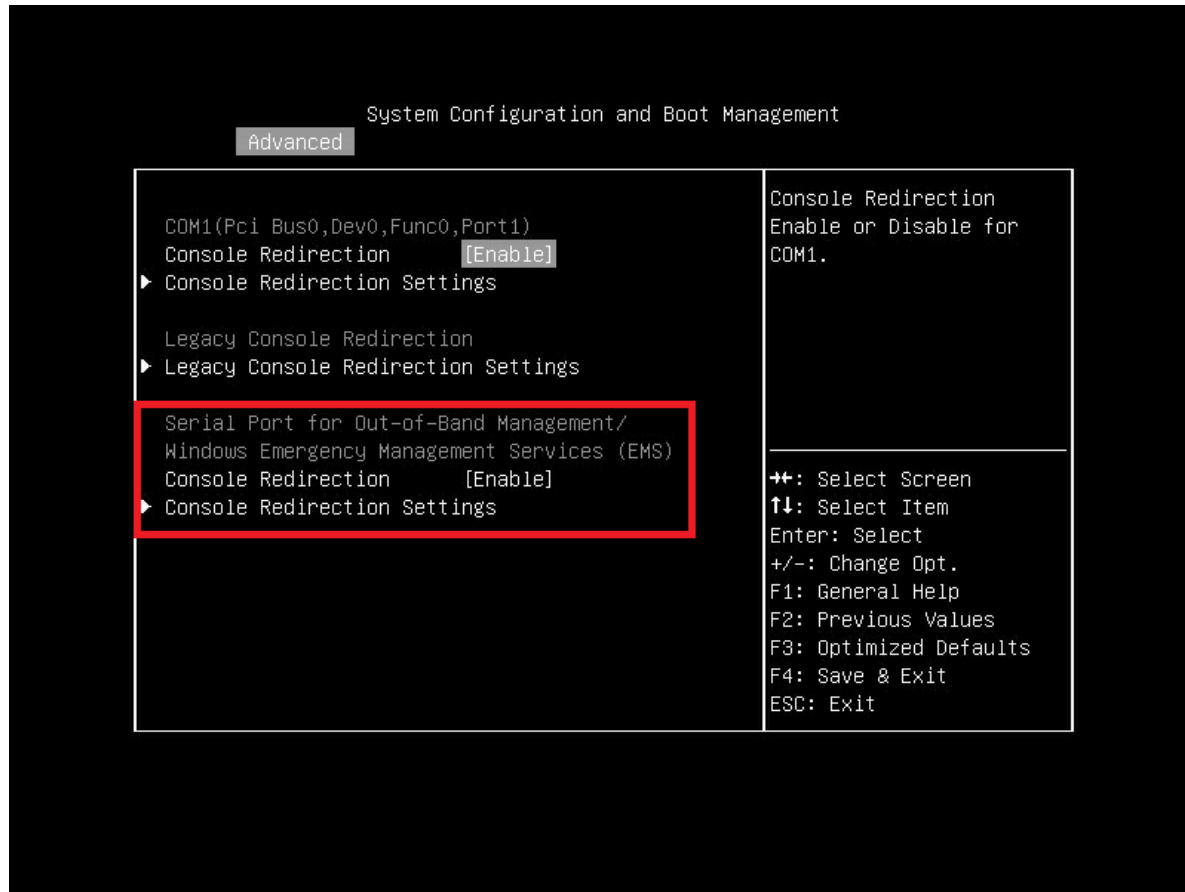 System Configuration and Boot Management
Advanced
COM1(Pci Bus0,Dev0,Func0,Port1)
Console Redirection [Enable]
Console Redirection Settings
Legacy Console Redirection
Legacy Console Redirection Settings
Serial Port for Out-of-Band Management/
Windows Emergency Management Services (EMS)
Console Redirection [Enable]
Console Redirection Settings
Console Redirection
Enable or Disable for
COM1.
→←: Select Screen
↑↓: Select Item
Enter: Select
+/-: Change Opt.
F1: General Help
F2: Previous Values
F3: Optimized Defaults
F4: Save & Exit
ESC: Exit